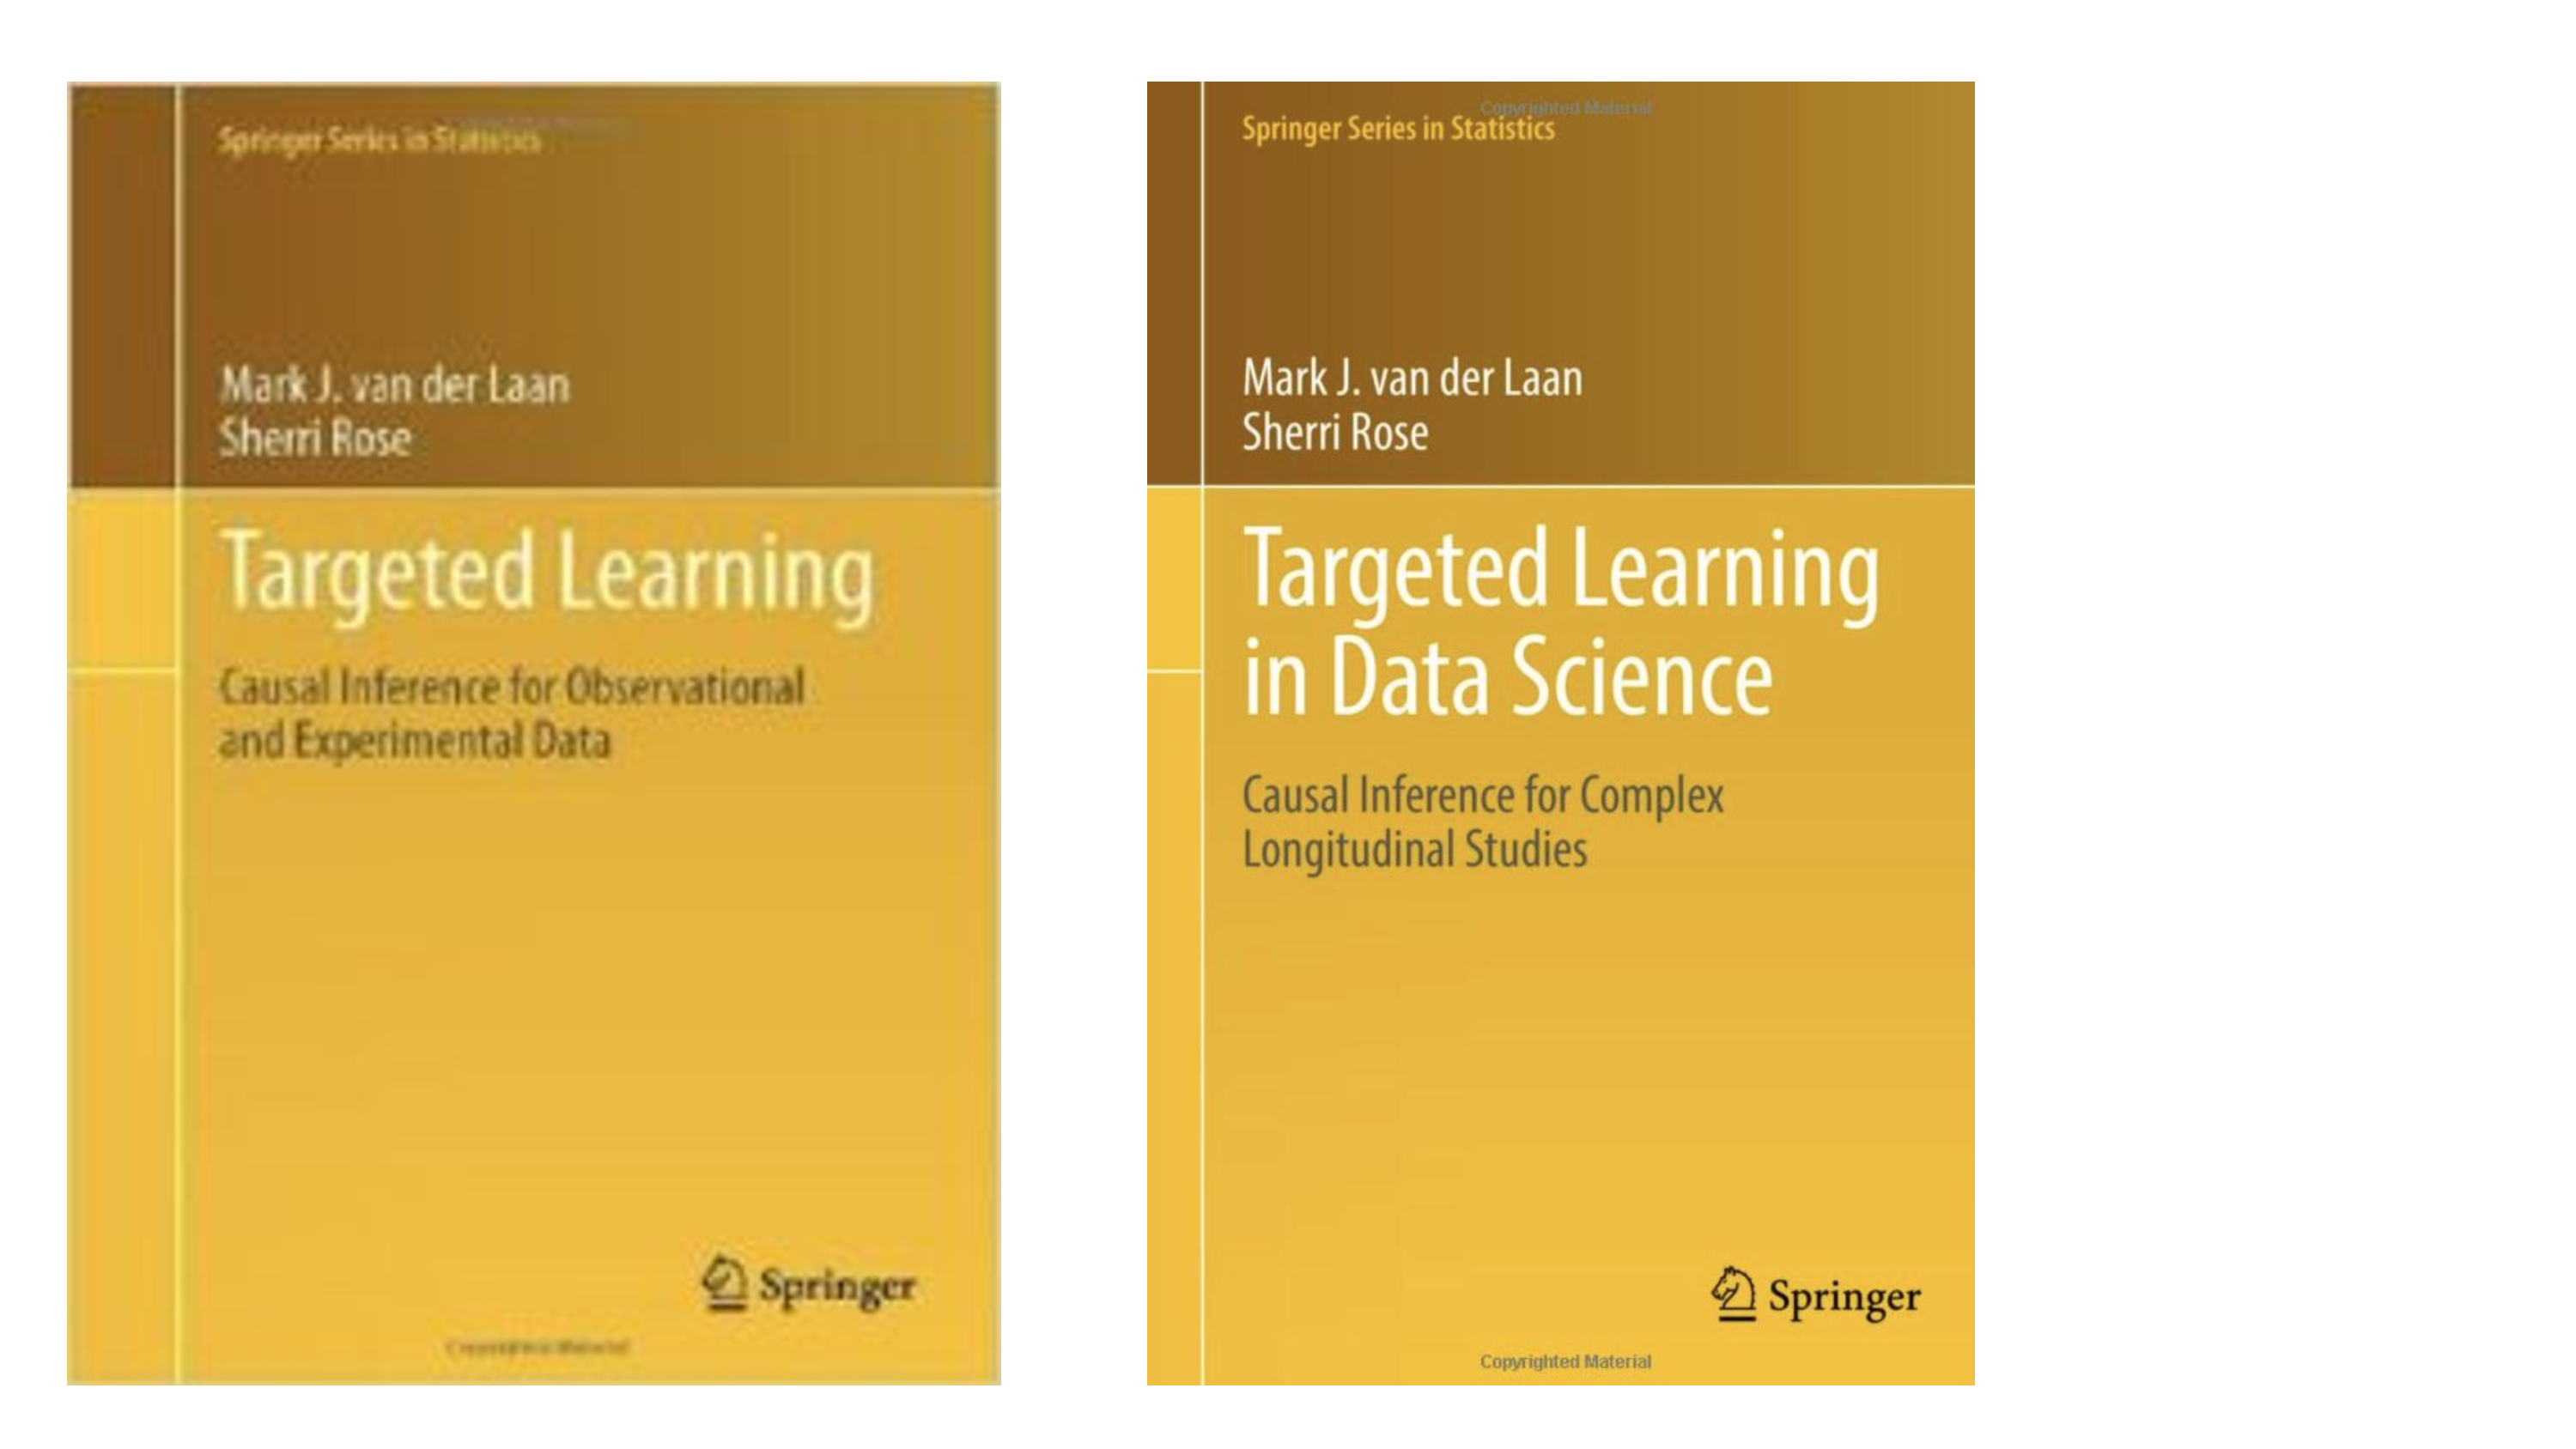 Springer Series in Statistics
Mark J. van der Laan
Sherri Rose
Targeted Learning
Causal Inference for Observational
and Experimental Data
Springer
Copyrighted Material
Copyrighted Material
Springer Series in Statistics
Mark J. van der Laan
Sherri Rose
Targeted Learning
in Data Science
Causal Inference for Complex
Longitudinal Studies
Springer
Copyrighted Material